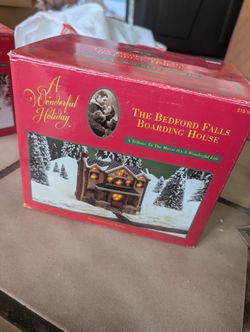 A
Wonderful
Holiday
THE BEDFORD FALLS
BOARDING HOUSE
A Tribute To The Movie It's A Wonderful Life